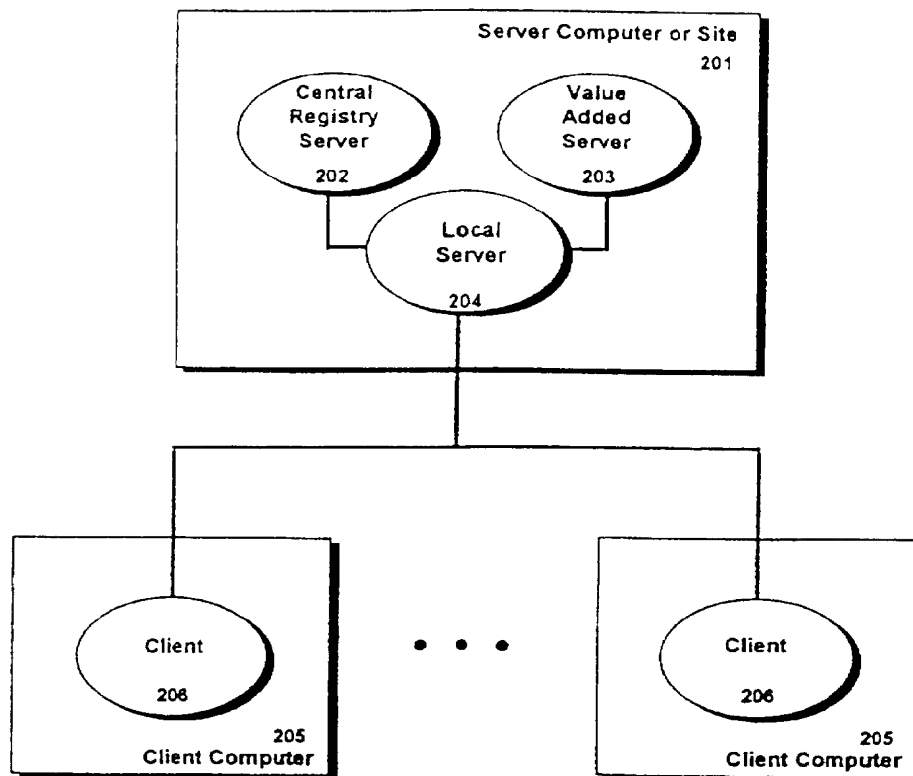 Server Computer or Site
201
Central
Registry
Server
202
Value
Added
Server
203
Local
Server
204
Client
206
205
Client Computer
Client
206
205
Client Computer